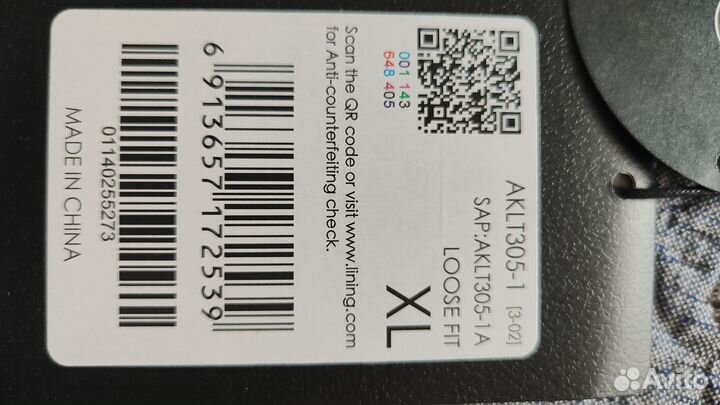 AKLT305-1 [3-02]
SAP:AKLT305-1A
LOOSE FIT
XL
001 143
648 405
Scan the QR code or visit www.lining.com
for Anti-counterfeiting check.
6 913657 172539
01140255273
MADE IN CHINA
Avito